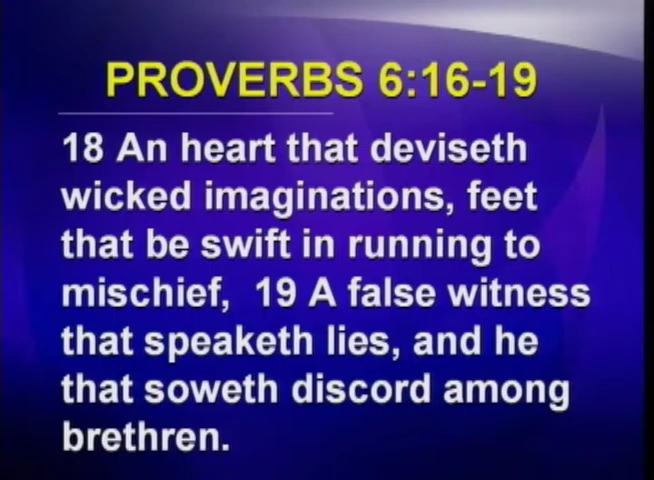 PROVERBS 6:16-19
18 An heart that deviseth
wicked imaginations, feet
that be swift in running to
mischief,  19 A false witness
that speaketh lies, and he
that soweth discord among
brethren.